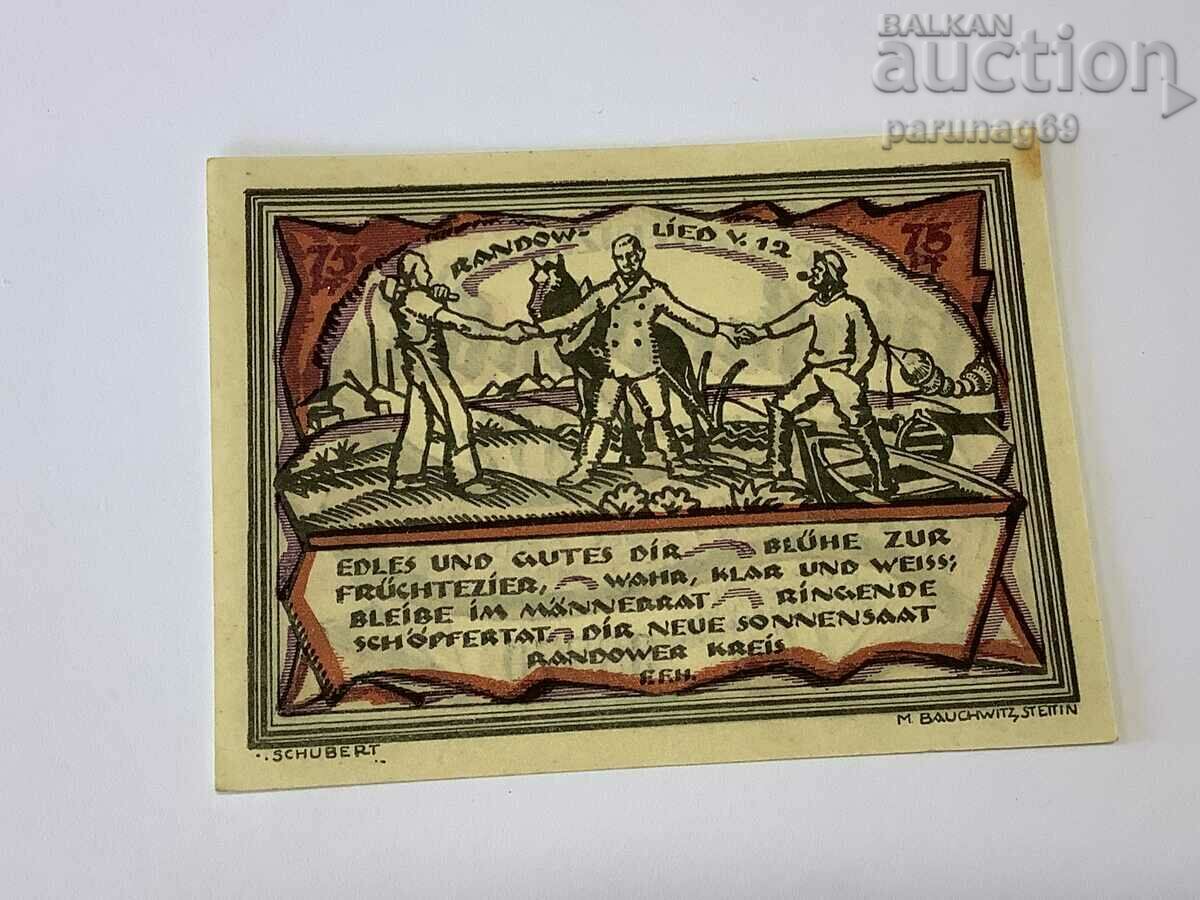 BALKAN
auction
parunag69
75 75
RANDOW- LIED V. 12
EDLES UND GUTES DIR BLÜHE ZUR
FRÜCHTEZIER, WAHR, KLAR UND WEISS;
BLEIBE IM MÄNNERRAT RINGENDE
SCHÖPFERTAT DIR NEUE SONNENSAAT
RANDOWER KREIS
F.F.H.
M. BAUCHWITZ, STETTIN
SCHUBERT